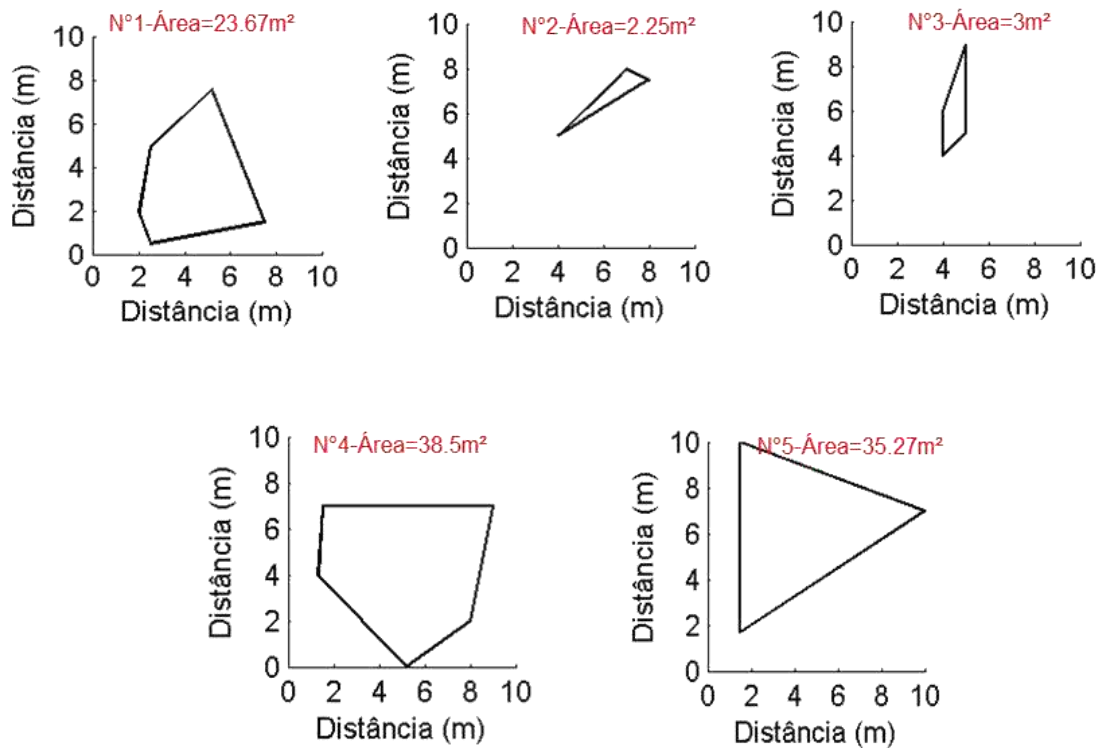 N°1-Área=23.67m²
10
8
6
4
2
0
0 2 4 6 8 10
Distância (m)
Distância (m)
N°2-Área=2.25m²
10
8
6
4
2
0
0 2 4 6 8 10
Distância (m)
Distância (m)
N°3-Área=3m²
10
8
6
4
2
0
0 2 4 6 8 10
Distância (m)
Distância (m)
N°4-Área=38.5m²
10
8
6
4
2
0
0 2 4 6 8 10
Distância (m)
Distância (m)
N°5-Área=35.27m²
10
8
6
4
2
0
0 2 4 6 8 10
Distância (m)
Distância (m)